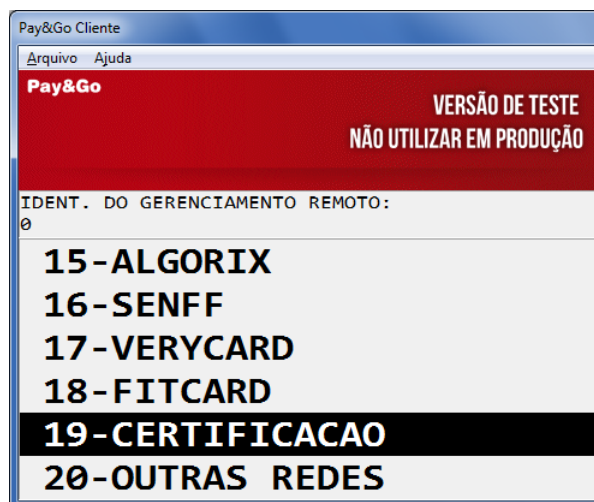 Pay&Go Cliente
Arquivo Ajuda
Pay&Go
VERSÃO DE TESTE
NÃO UTILIZAR EM PRODUÇÃO
IDENT. DO GERENCIAMENTO REMOTO:
0
15-ALGORIX
16-SENFF
17-VERYCARD
18-FITCARD
19-CERTIFICACAO
20-OUTRAS REDES